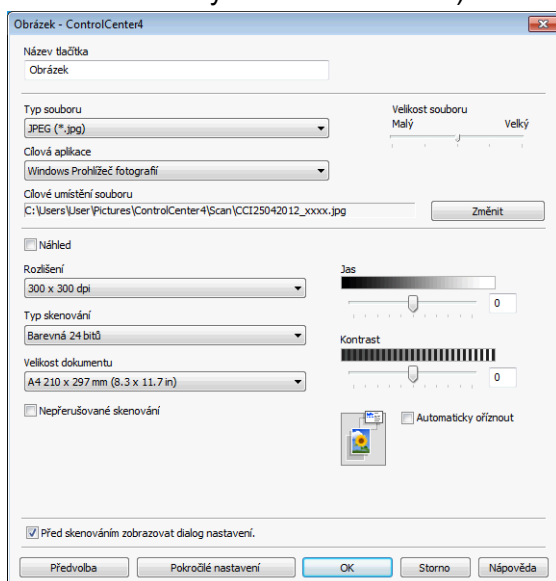 Obrázek - ControlCenter4
Název tlačítka
Obrázek
Typ souboru
JPEG (*.jpg)
Velikost souboru
Malý Velký
Cílová aplikace
Windows Prohlížeč fotografií
Cílové umístění souboru
C:\Users\User\Pictures\ControlCenter4\Scan\CCI25042012_xxxx.jpg
Změnit
Náhled
Rozlišení
300 x 300 dpi
Jas
0
Typ skenování
Barevná 24 bitů
Kontrast
0
Velikost dokumentu
A4 210 x 297 mm (8.3 x 11.7 in)
Nepřerušované skenování
Automaticky oříznout
Před skenováním zobrazovat dialog nastavení.
Předvolba Pokročilé nastavení OK Storno Nápověda